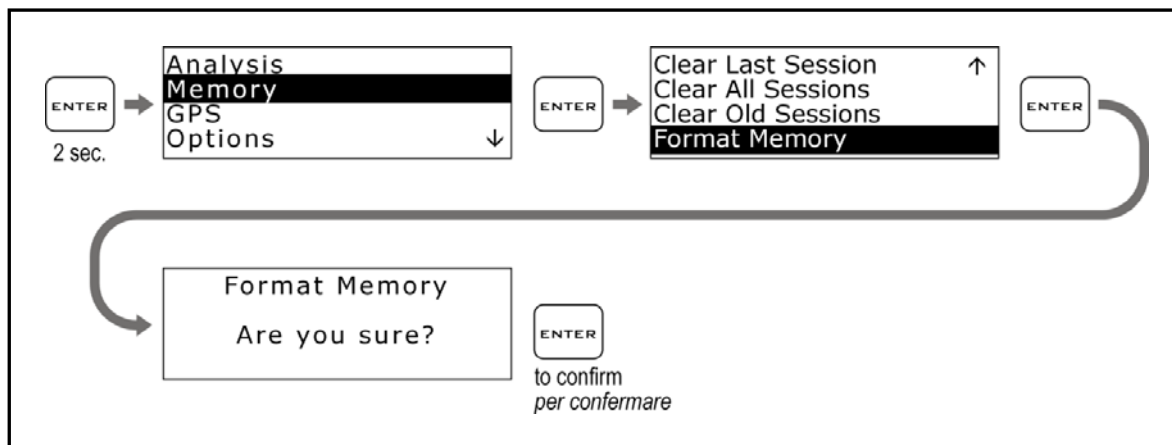 ENTER
2 sec.
Analysis
Memory
GPS
Options ↓
ENTER
Clear Last Session ↑
Clear All Sessions
Clear Old Sessions
Format Memory
ENTER
Format Memory
Are you sure?
ENTER
to confirm
per confermare